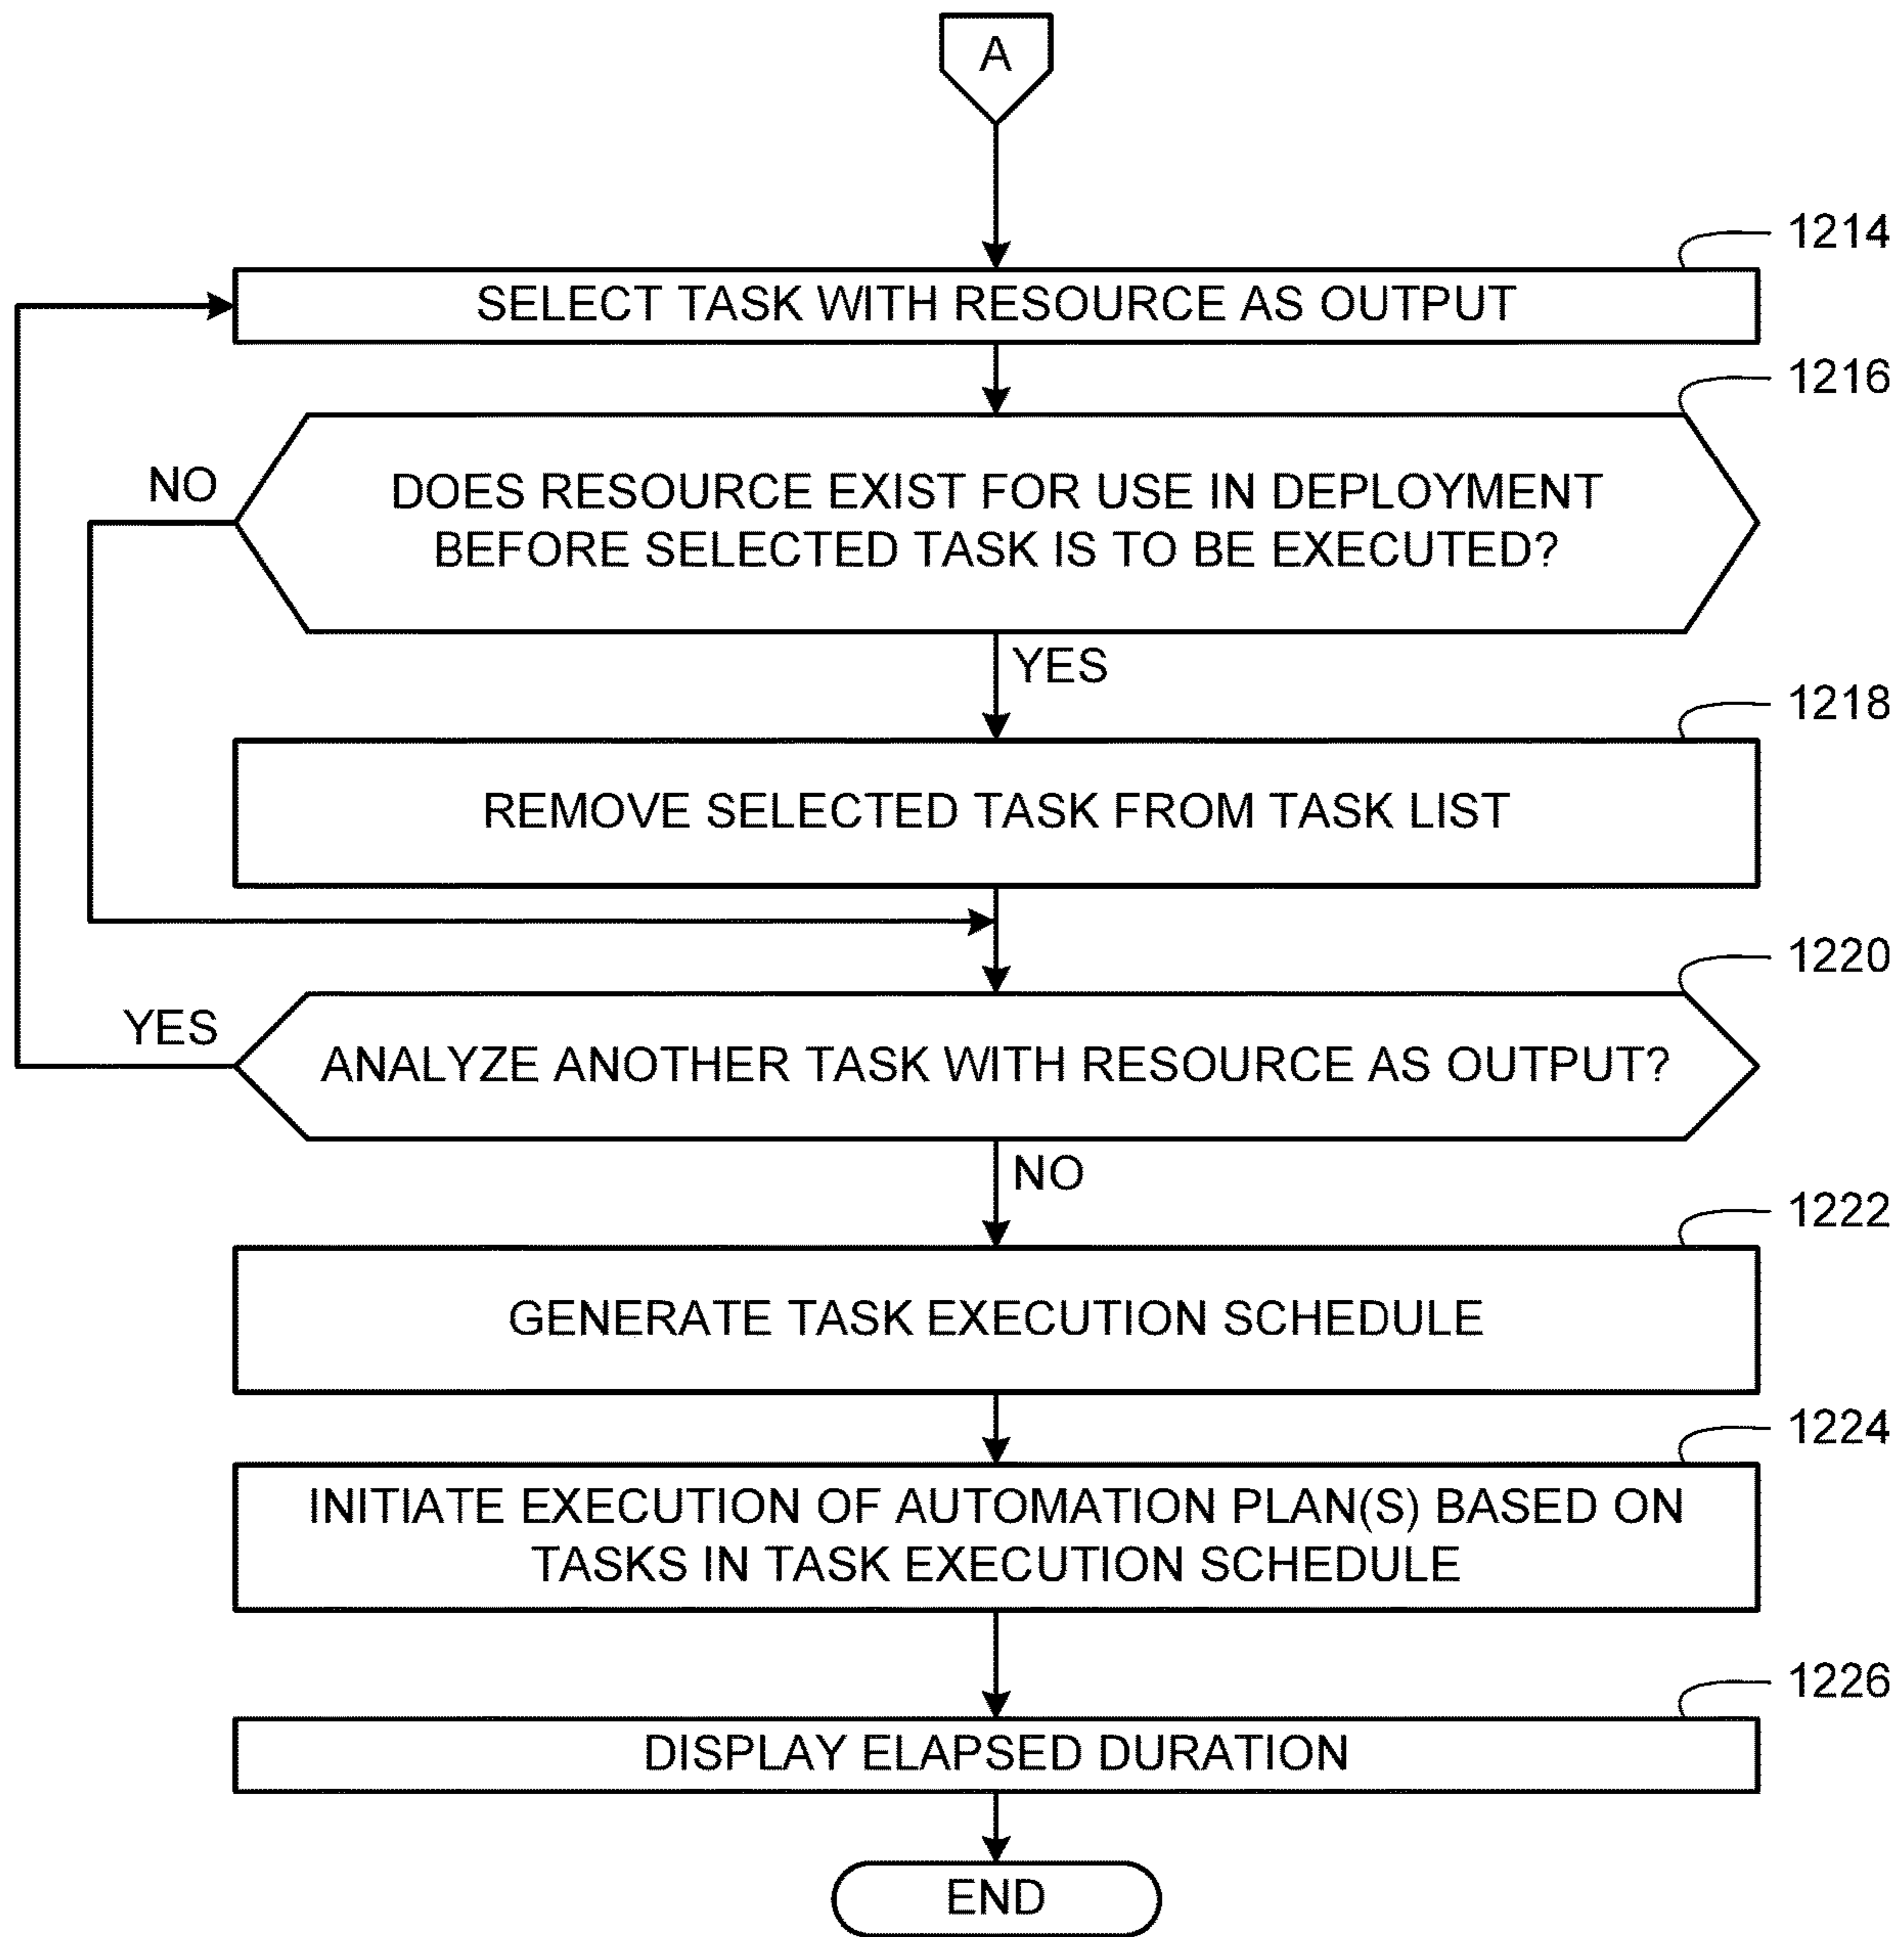 A
1214
SELECT TASK WITH RESOURCE AS OUTPUT
1216
NO
DOES RESOURCE EXIST FOR USE IN DEPLOYMENT
BEFORE SELECTED TASK IS TO BE EXECUTED?
YES
1218
REMOVE SELECTED TASK FROM TASK LIST
1220
YES
ANALYZE ANOTHER TASK WITH RESOURCE AS OUTPUT?
NO
1222
GENERATE TASK EXECUTION SCHEDULE
1224
INITIATE EXECUTION OF AUTOMATION PLAN(S) BASED ON
TASKS IN TASK EXECUTION SCHEDULE
1226
DISPLAY ELAPSED DURATION
END